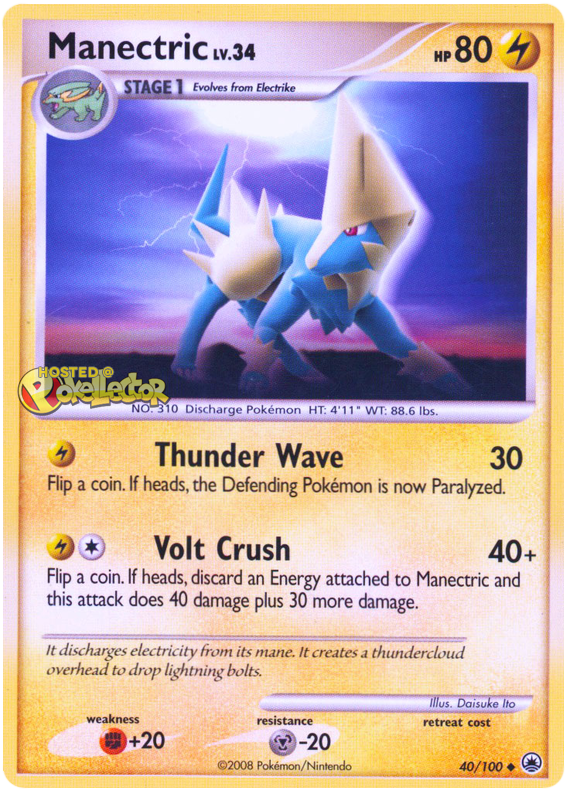 Manectric LV.34 HP 80
STAGE 1 Evolves from Electrike
HOSTED @
Pokellector
NO. 310 Discharge Pokémon HT: 4'11" WT: 88.6 lbs.
Thunder Wave 30
Flip a coin. If heads, the Defending Pokémon is now Paralyzed.
Volt Crush 40+
Flip a coin. If heads, discard an Energy attached to Manectric and
this attack does 40 damage plus 30 more damage.
It discharges electricity from its mane. It creates a thundercloud
overhead to drop lightning bolts.
Illus. Daisuke Ito
weakness resistance retreat cost
+20 -20
©2008 Pokémon/Nintendo 40/100